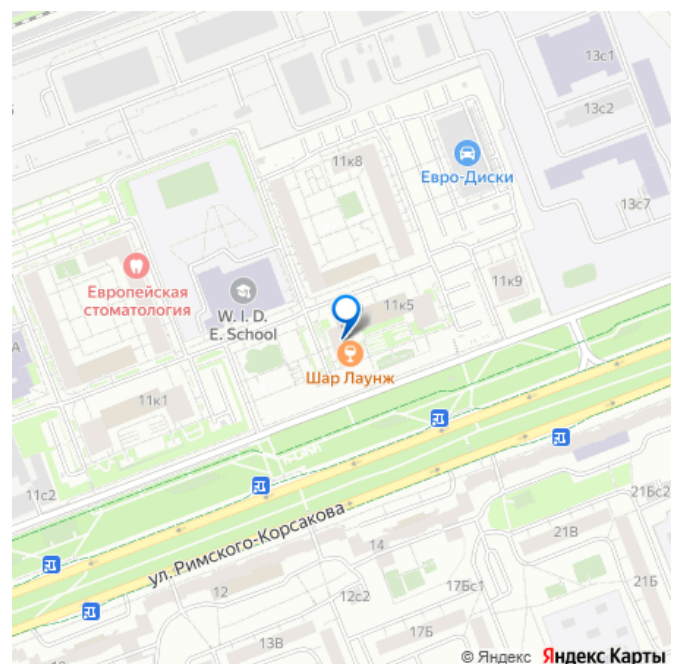 13с1
13с2
11к8
Евро-Диски
13с7
Европейская
стоматология
11к9
W. I. D.
E. School
11к5
Шар Лаунж
11к1
11с2
ул. Римского-Корсакова
21Бс2
21В
14
12
12с2
17Бс1
21Б
17Б
13В
© Яндекс Яндекс Карты